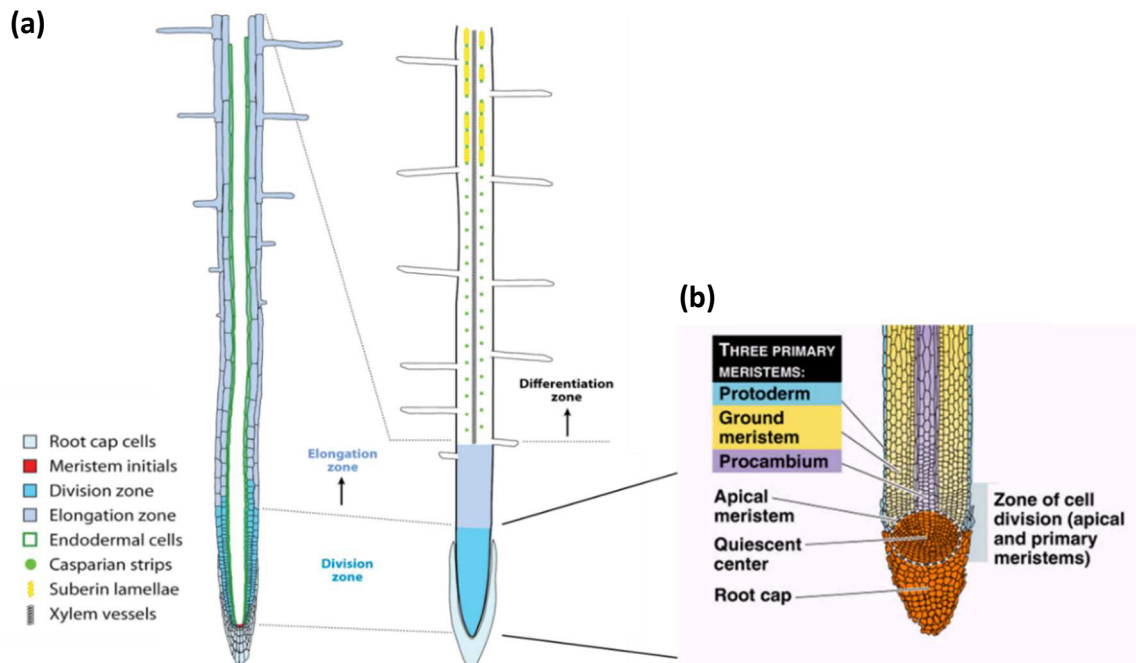 (a)
Root cap cells
Meristem initials
Division zone
Elongation zone
Endodermal cells
Casparian strips
Suberin lamellae
Xylem vessels
Elongation
zone
Division
zone
Differentiation
zone
(b)
THREE PRIMARY
MERISTEMS:
Protoderm
Ground
meristem
Procambium
Apical
meristem
Quiescent
center
Root cap
Zone of cell
division (apical
and primary
meristems)